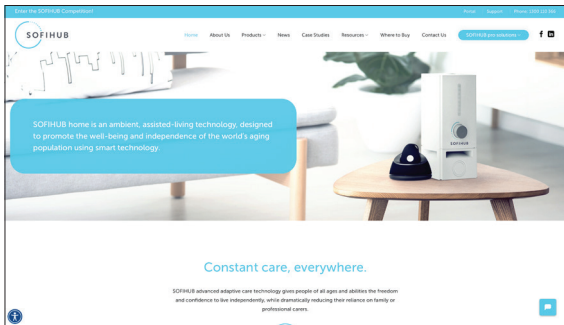 Enter the SOFIHUB Competition!
Portal Support Phone: 1300 110 366
SOFIHUB
Home About Us Products News Case Studies Resources Where to Buy Contact Us SOFIHUB pro solutions
SOFIHUB home is an ambient, assisted-living technology, designed
to promote the well-being and independence of the world's aging
population using smart technology.
SOFIHUB
Constant care, everywhere.
SOFIHUB advanced adaptive care technology gives people of all ages and abilities the freedom
and confidence to live independently, while dramatically reducing their reliance on family or
professional carers.